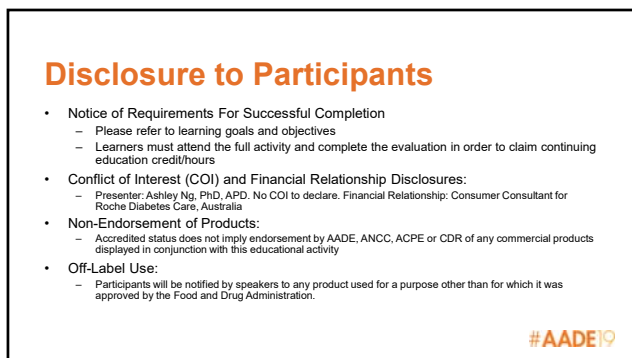 Disclosure to Participants
• Notice of Requirements For Successful Completion
– Please refer to learning goals and objectives
– Learners must attend the full activity and complete the evaluation in order to claim continuing
education credit/hours
• Conflict of Interest (COI) and Financial Relationship Disclosures:
– Presenter: Ashley Ng, PhD, APD. No COI to declare. Financial Relationship: Consumer Consultant for
Roche Diabetes Care, Australia
• Non-Endorsement of Products:
– Accredited status does not imply endorsement by AADE, ANCC, ACPE or CDR of any commercial products
displayed in conjunction with this educational activity
• Off-Label Use:
– Participants will be notified by speakers to any product used for a purpose other than for which it was
approved by the Food and Drug Administration.
#AADE19